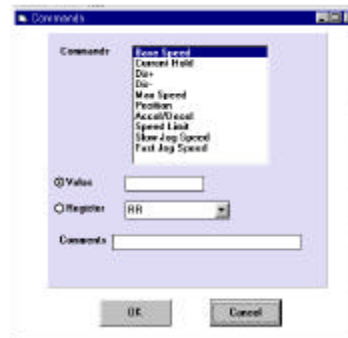 Commands
Commands
Base Speed
Current Hold
Dir+
Dir-
Max Speed
Position
Accel/Decel
Speed Limit
Slow Jog Speed
Fast Jog Speed
Value
Register
RR
Comments
OK
Cancel